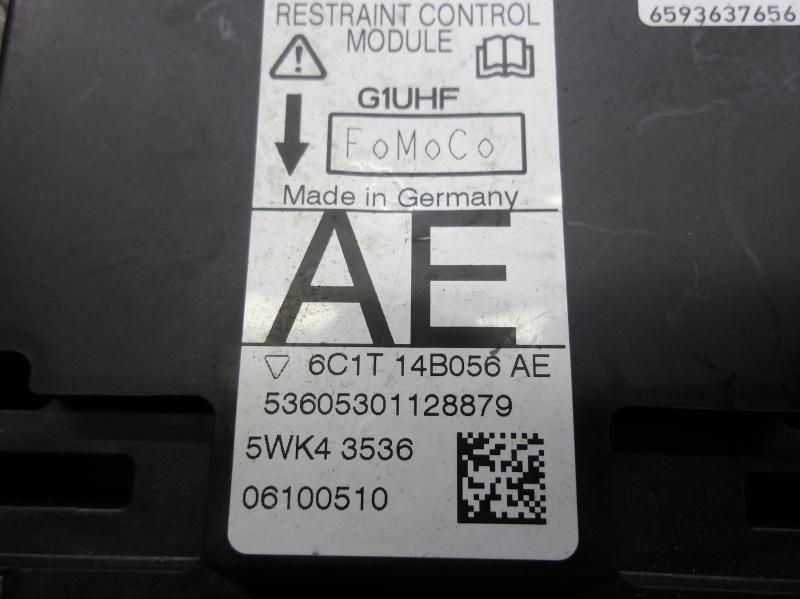 RESTRAINT CONTROL
MODULE
6593637656
G1UHF
FoMoCo
Made in Germany
AE
6C1T 14B056 AE
53605301128879
5WK4 3536
06100510